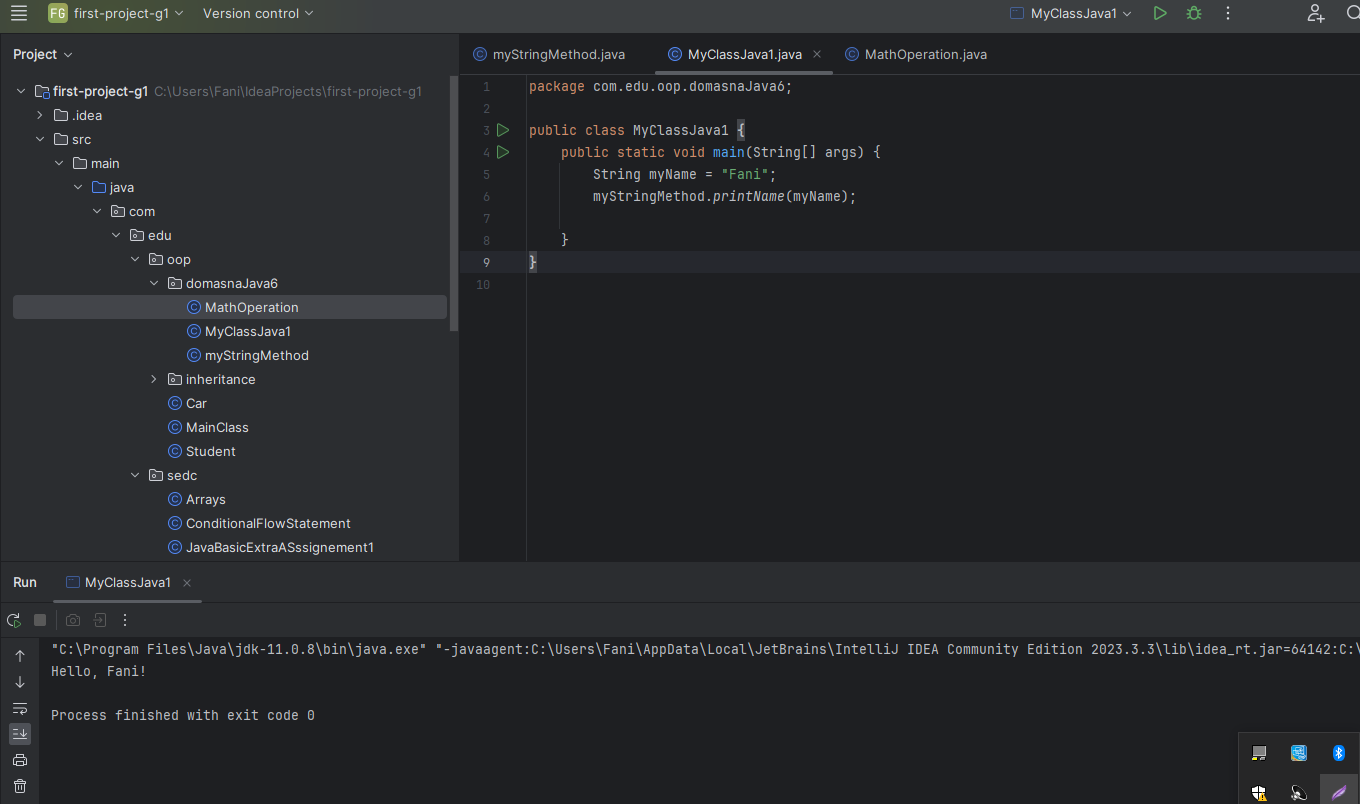 FG first-project-g1 Version control MyClassJava1
Project
myStringMethod.java MyClassJava1.java MathOperation.java
first-project-g1 C:\Users\Fani\IdeaProjects\first-project-g1
.idea
src
main
java
com
edu
oop
domasnaJava6
MathOperation
MyClassJava1
myStringMethod
inheritance
Car
MainClass
Student
sedc
Arrays
ConditionalFlowStatement
JavaBasicExtraASssignement1
1 package com.edu.oop.domasnaJava6;
2
3 public class MyClassJava1 {
4 public static void main(String[] args) {
5 String myName = "Fani";
6 myStringMethod.printName(myName);
7
8 }
9 }
10
Run MyClassJava1
"C:\Program Files\Java\jdk-11.0.8\bin\java.exe" "-javaagent:C:\Users\Fani\AppData\Local\JetBrains\IntelliJ IDEA Community Edition 2023.3.3\lib\idea_rt.jar=64142:C:\
Hello, Fani!
Process finished with exit code 0